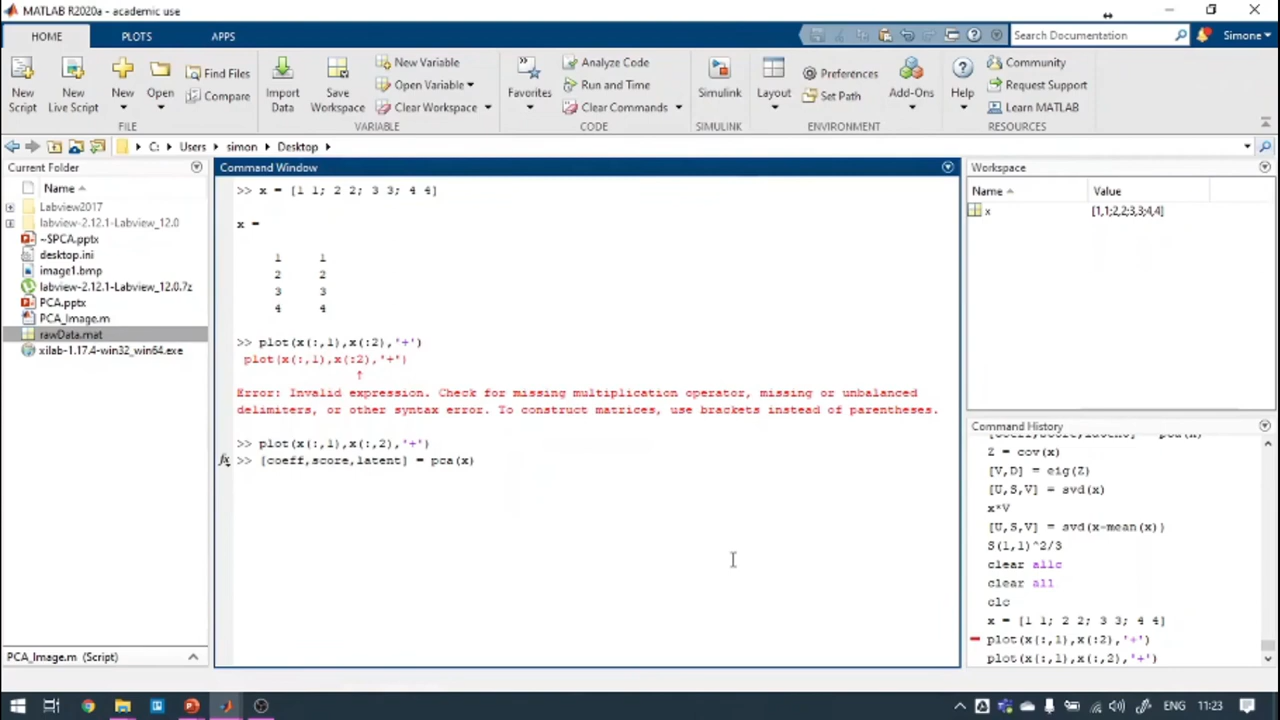 MATLAB R2020a - academic use
HOME PLOTS APPS
Search Documentation
Simone
New Script
New Live Script
New
Open
Find Files
Compare
FILE
Import Data
Save Workspace
New Variable
Open Variable
Clear Workspace
VARIABLE
Favorites
Analyze Code
Run and Time
Clear Commands
CODE
Simulink
SIMULINK
Layout
Preferences
Set Path
Add-Ons
ENVIRONMENT
Help
Community
Request Support
Learn MATLAB
RESOURCES
C: Users simon Desktop
Current Folder
Name
Labview2017
labview-2.12.1-Labview_12.0
~SPCA.pptx
desktop.ini
image1.bmp
labview-2.12.1-Labview_12.0.7z
PCA.pptx
PCA_Image.m
rawData.mat
xilab-1.17.4-win32_win64.exe
PCA_Image.m (Script)
Command Window
>> x = [1 1; 2 2; 3 3; 4 4]
x =
1 1
2 2
3 3
4 4
>> plot(x(:,1),x(:2),'+')
plot(x(:,1),x(:2),'+')
↑
Error: Invalid expression. Check for missing multiplication operator, missing or unbalanced
delimiters, or other syntax error. To construct matrices, use brackets instead of parentheses.
>> plot(x(:,1),x(:,2),'+')
fx >> [coeff,score,latent] = pca(x)
Workspace
Name Value
x [1,1;2,2;3,3;4,4]
Command History
[coeff,score,latent] = pca(x)
Z = cov(x)
[V,D] = eig(Z)
[U,S,V] = svd(x)
x*V
[U,S,V] = svd(x-mean(x))
S(1,1)^2/3
clear allc
clear all
clc
x = [1 1; 2 2; 3 3; 4 4]
plot(x(:,1),x(:2),'+')
plot(x(:,1),x(:,2),'+')
ENG 11:23